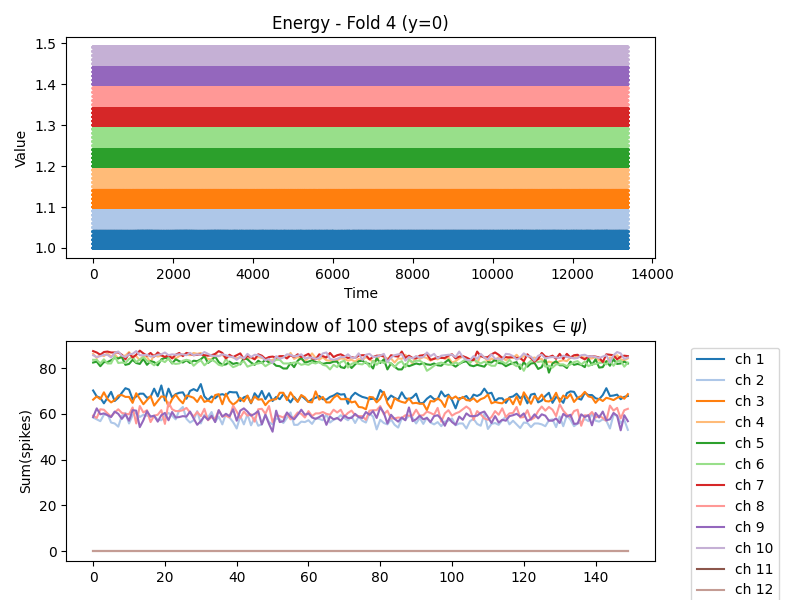 Energy - Fold 4 (y=0)
1.5
1.4
1.3
1.2
1.1
1.0
Value
0 2000 4000 6000 8000 10000 12000 14000
Time
Sum over timewindow of 100 steps of avg(spikes ∈ ψ)
80
60
40
20
0
Sum(spikes)
0 20 40 60 80 100 120 140
ch 1
ch 2
ch 3
ch 4
ch 5
ch 6
ch 7
ch 8
ch 9
ch 10
ch 11
ch 12